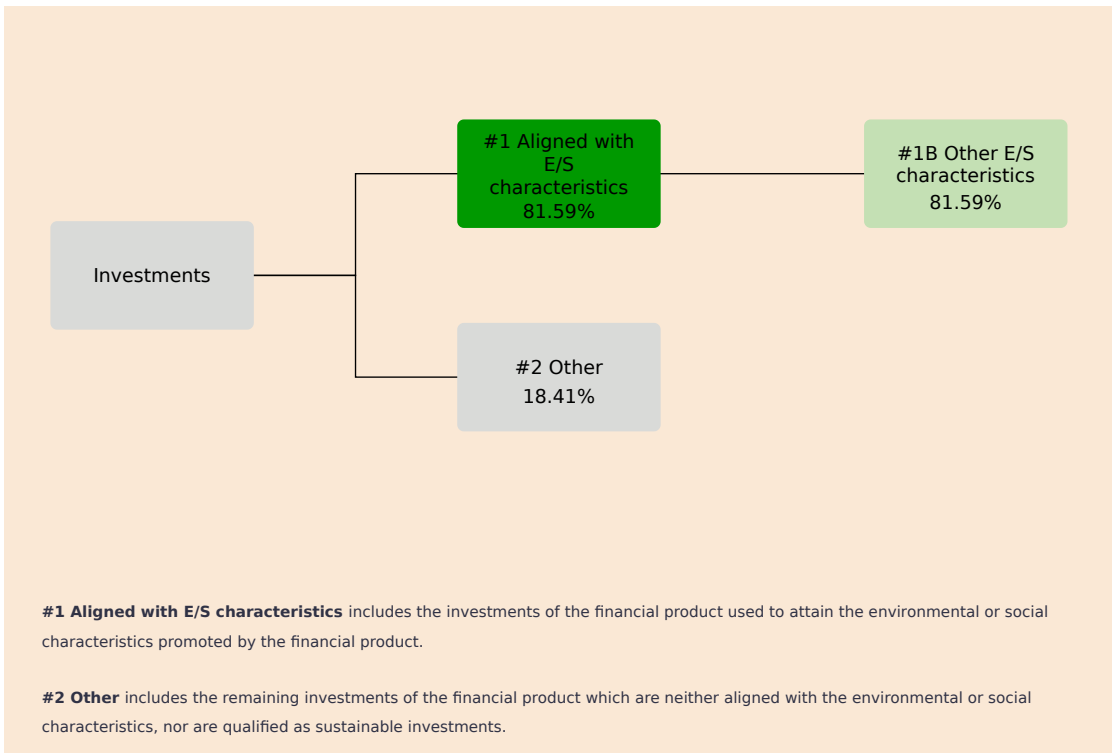 #1 Aligned with
E/S
characteristics
81.59%
#1B Other E/S
characteristics
81.59%
Investments
#2 Other
18.41%
#1 Aligned with E/S characteristics includes the investments of the financial product used to attain the environmental or social
characteristics promoted by the financial product.
#2 Other includes the remaining investments of the financial product which are neither aligned with the environmental or social
characteristics, nor are qualified as sustainable investments.